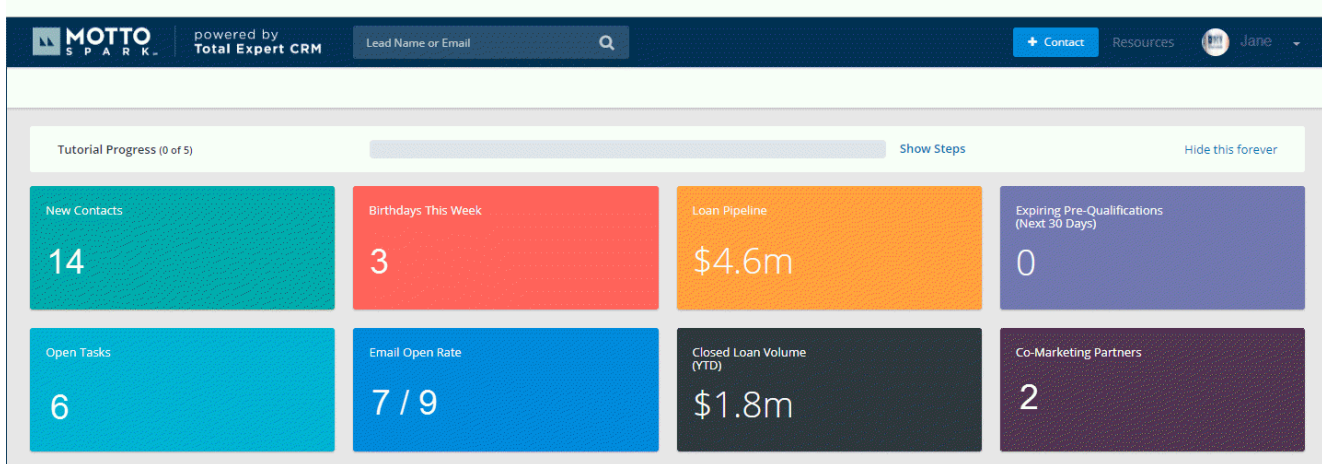 MOTTO
SPARK
powered by
Total Expert CRM
Lead Name or Email
+ Contact
Resources
Jane
Tutorial Progress (0 of 5)
Show Steps
Hide this forever
New Contacts
14
Birthdays This Week
3
Loan Pipeline
$4.6m
Expiring Pre-Qualifications
(Next 30 Days)
0
Open Tasks
6
Email Open Rate
7 / 9
Closed Loan Volume
(YTD)
$1.8m
Co-Marketing Partners
2